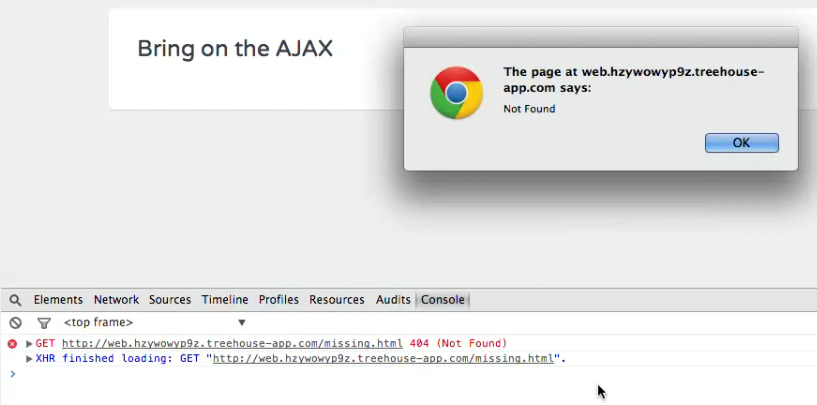 Bring on the AJAX
The page at web.hzywowyp9z.treehouse-
app.com says:
Not Found
OK
Elements Network Sources Timeline Profiles Resources Audits Console
<top frame>
GET http://web.hzywowyp9z.treehouse-app.com/missing.html 404 (Not Found)
XHR finished loading: GET "http://web.hzywowyp9z.treehouse-app.com/missing.html".